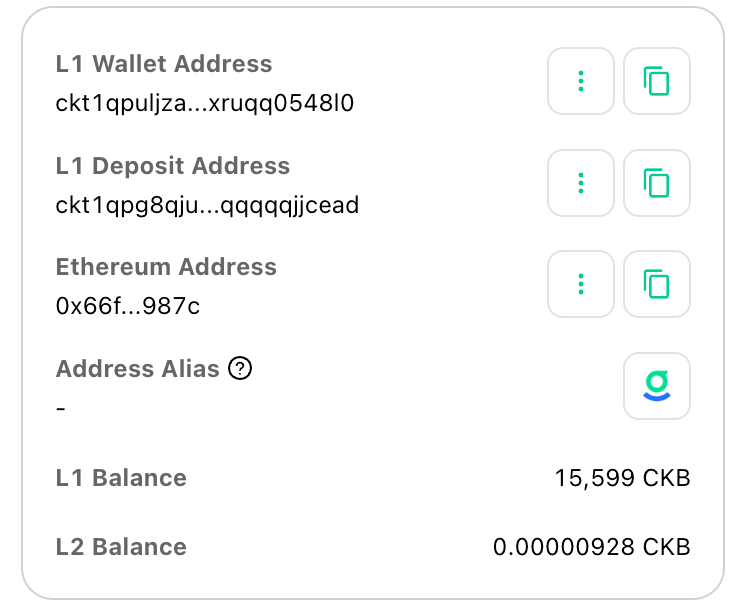 L1 Wallet Address
ckt1qpuljza...xruqq0548l0
L1 Deposit Address
ckt1qpg8qju...qqqqqjjcead
Ethereum Address
0x66f...987c
Address Alias ?
-
L1 Balance 15,599 CKB
L2 Balance 0.00000928 CKB